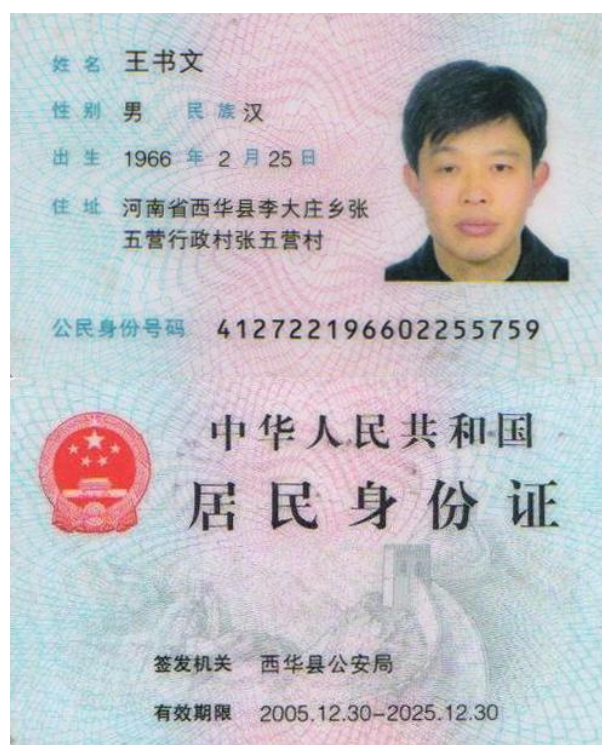 姓名 王书文
性别 男 民族 汉
出生 1966 年 2 月 25 日
住址 河南省西华县李大庄乡张
五营行政村张五营村
公民身份号码 412722196602255759
中华人民共和国
居民身份证
签发机关 西华县公安局
有效期限 2005.12.30-2025.12.30